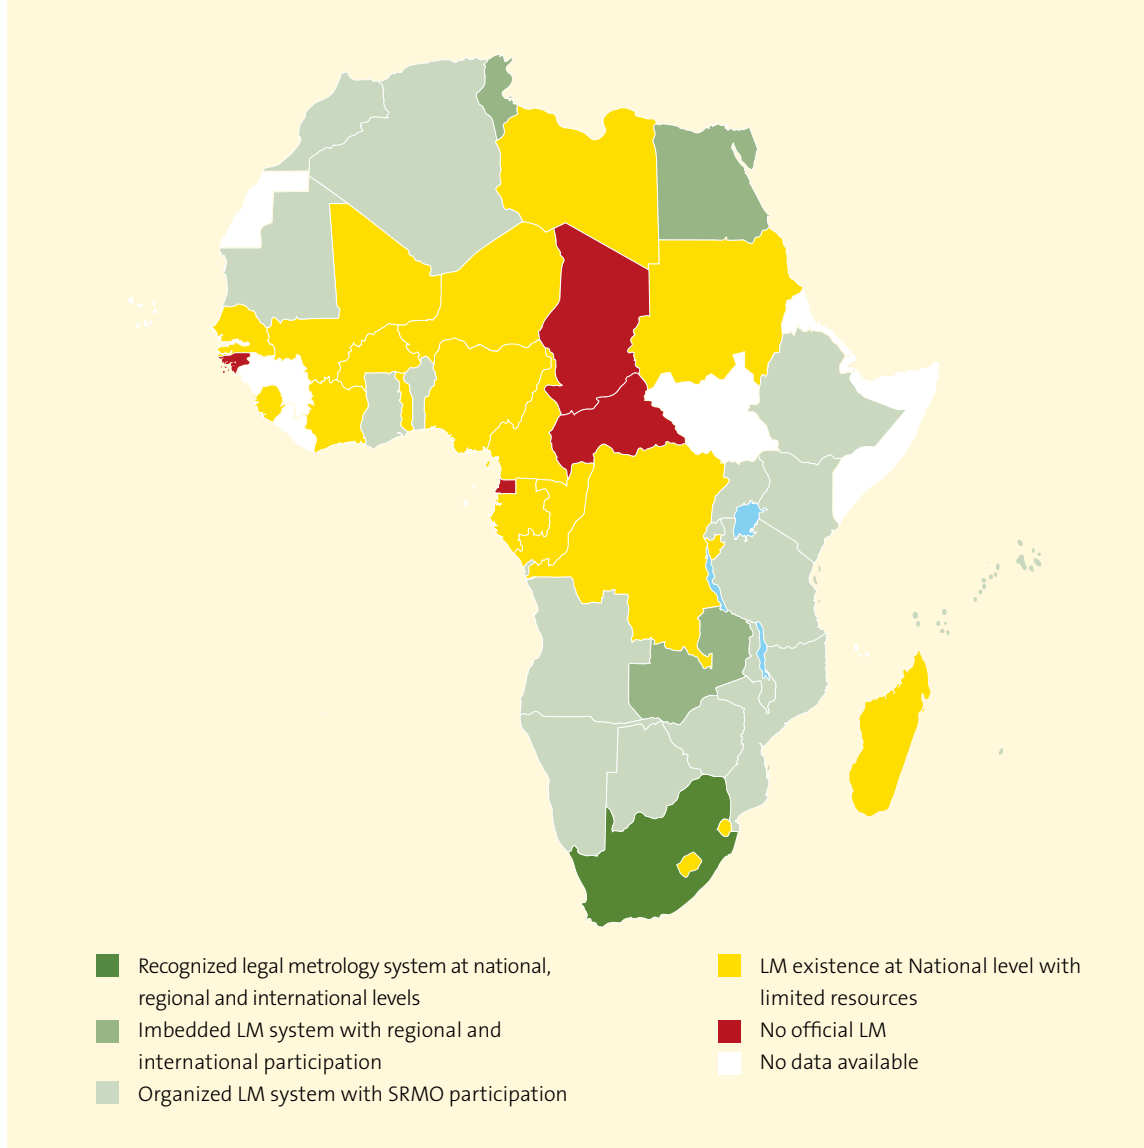 Recognized legal metrology system at national,
regional and international levels
Imbedded LM system with regional and
international participation
Organized LM system with SRMO participation
LM existence at National level with
limited resources
No official LM
No data available